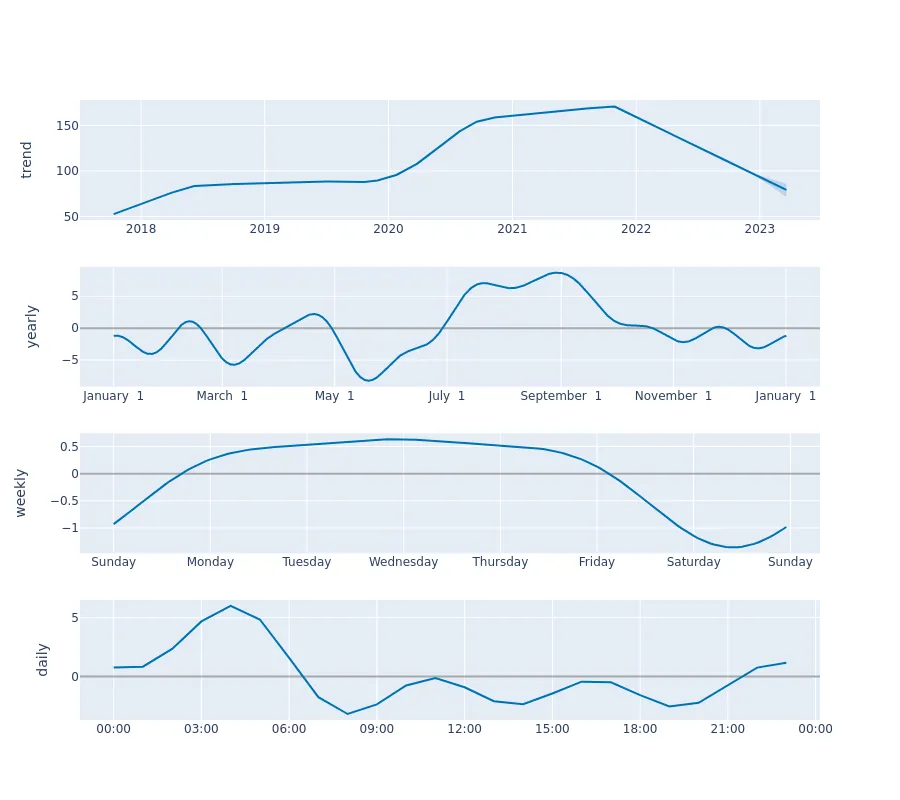 trend
150
100
50
2018 2019 2020 2021 2022 2023
yearly
5
0
−5
January 1 March 1 May 1 July 1 September 1 November 1 January 1
weekly
0.5
0
−0.5
−1
Sunday Monday Tuesday Wednesday Thursday Friday Saturday Sunday
daily
5
0
00:00 03:00 06:00 09:00 12:00 15:00 18:00 21:00 00:00